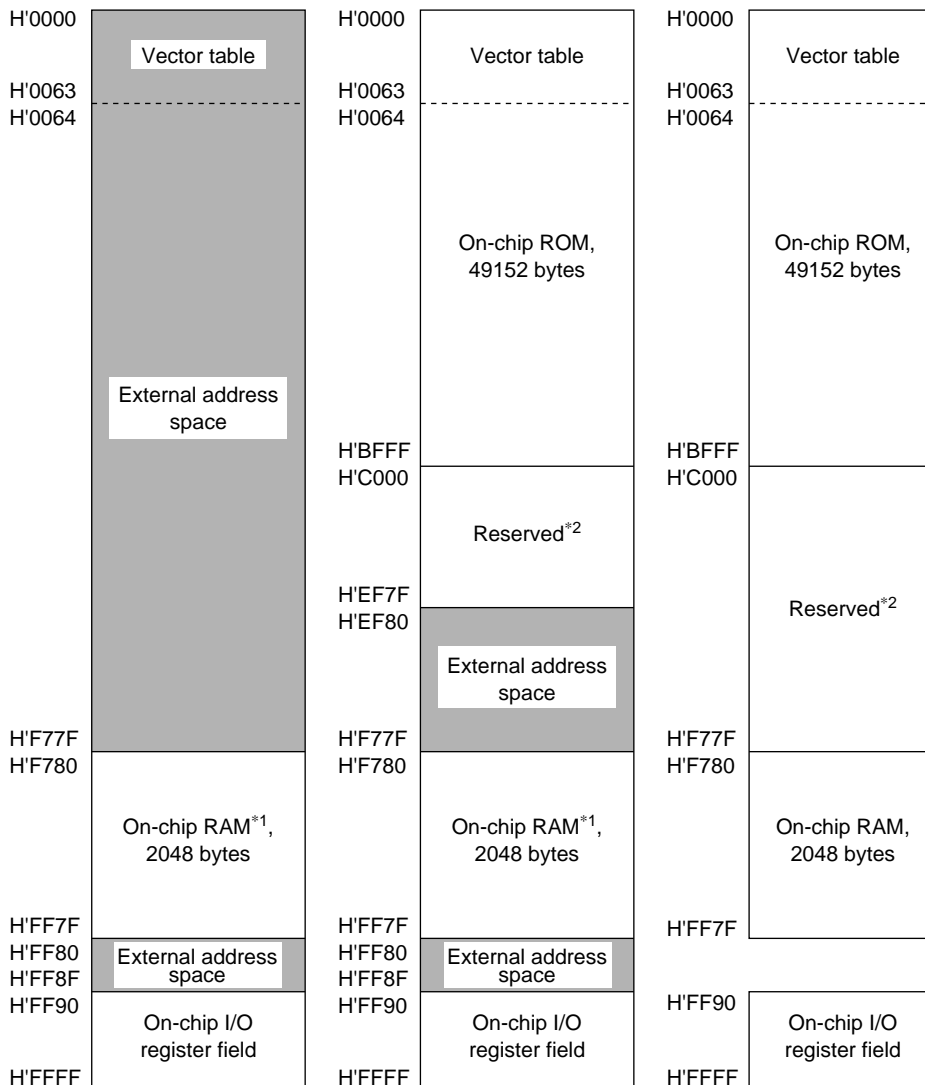 H'0000
Vector table
H'0063
H'0064
External address
space
H'F77F
H'F780
On-chip RAM*1,
2048 bytes
H'FF7F
H'FF80
External address
space
H'FF8F
H'FF90
On-chip I/O
register field
H'FFFF
H'0000
Vector table
H'0063
H'0064
On-chip ROM,
49152 bytes
H'BFFF
H'C000
Reserved*2
H'EF7F
H'EF80
External address
space
H'F77F
H'F780
On-chip RAM*1,
2048 bytes
H'FF7F
H'FF80
External address
space
H'FF8F
H'FF90
On-chip I/O
register field
H'FFFF
H'0000
Vector table
H'0063
H'0064
On-chip ROM,
49152 bytes
H'BFFF
H'C000
Reserved*2
H'F77F
H'F780
On-chip RAM,
2048 bytes
H'FF7F
H'FF90
On-chip I/O
register field
H'FFFF